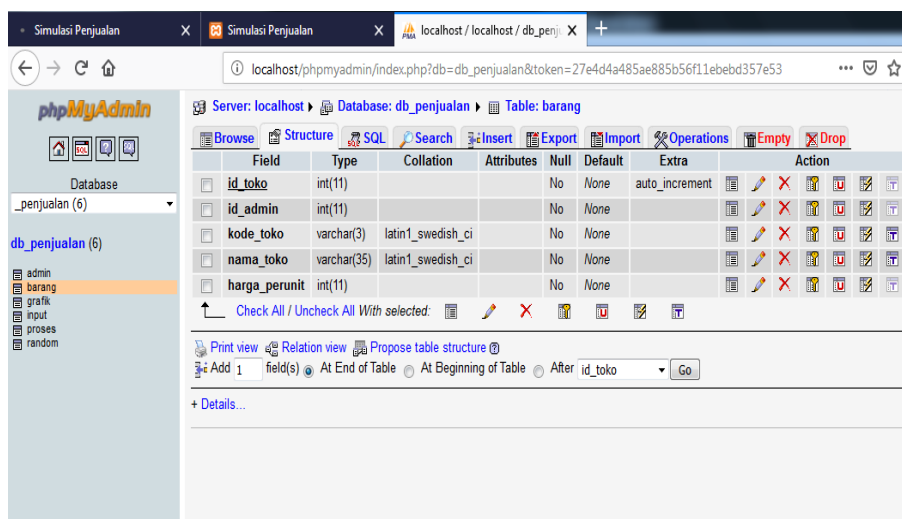 Simulasi Penjualan
Simulasi Penjualan
PMA localhost / localhost / db_penju
localhost/phpmyadmin/index.php?db=db_penjualan&token=27e4d4a485ae885b56f11ebebd357e53
phpMyAdmin
SQL
Database
_penjualan (6)
db_penjualan (6)
admin
barang
grafik
input
proses
random
Server: localhost Database: db_penjualan Table: barang
Browse Structure SQL Search Insert Export Import Operations Empty Drop
Field Type Collation Attributes Null Default Extra Action
id_toko int(11) No None auto_increment
id_admin int(11) No None
kode_toko varchar(3) latin1_swedish_ci No None
nama_toko varchar(35) latin1_swedish_ci No None
harga_perunit int(11) No None
Check All / Uncheck All With selected:
Print view Relation view Propose table structure
Add 1 field(s) At End of Table At Beginning of Table After id_toko Go
+ Details...